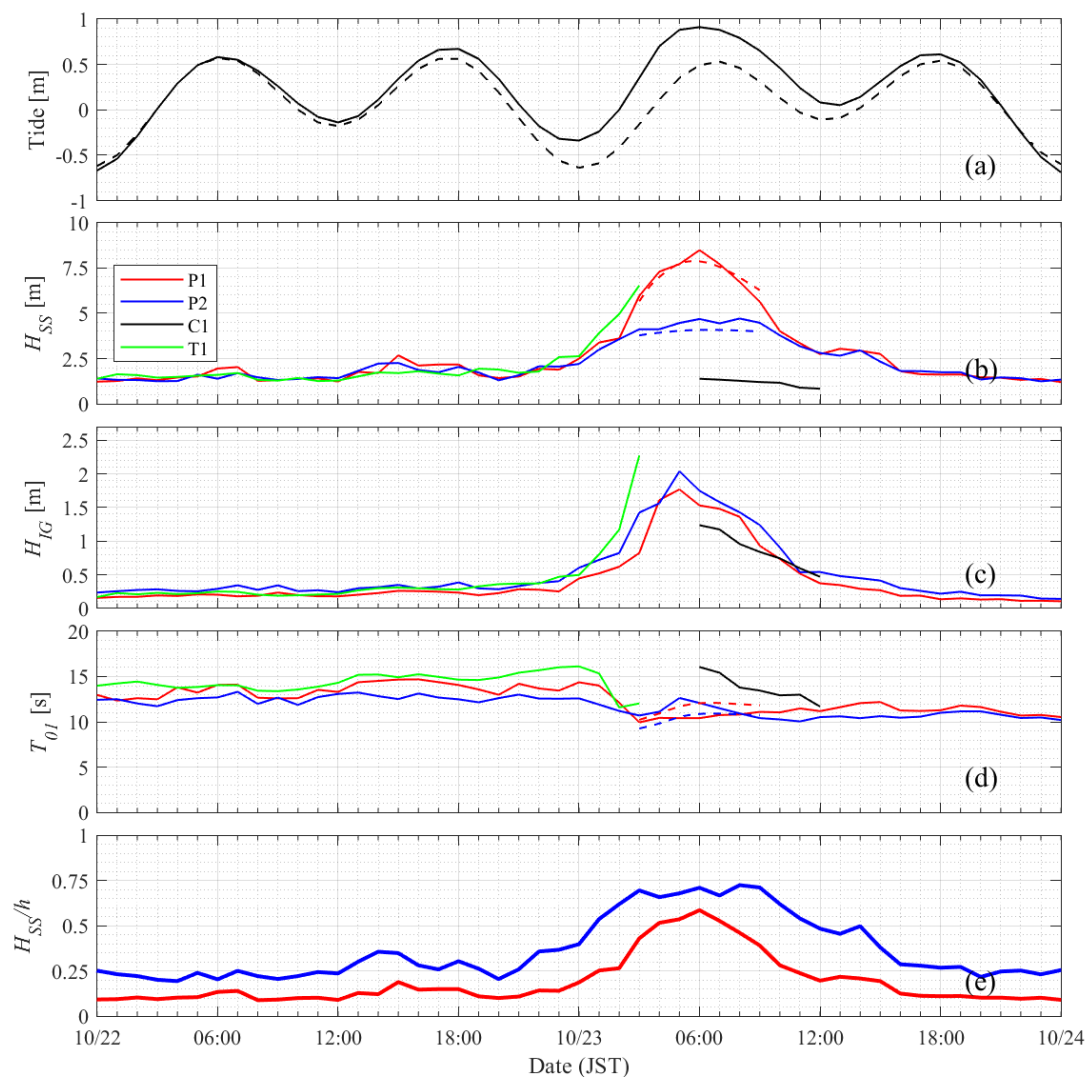 1
0.5
0
-0.5
-1
Tide [m]
(a)
10
7.5
5
2.5
0
H_SS [m]
P1
P2
C1
T1
(b)
2.5
2
1.5
1
0.5
0
H_IG [m]
(c)
20
15
10
5
0
T_01 [s]
(d)
1
0.75
0.5
0.25
0
H_SS/h
(e)
10/22 06:00 12:00 18:00 10/23 06:00 12:00 18:00 10/24
Date (JST)